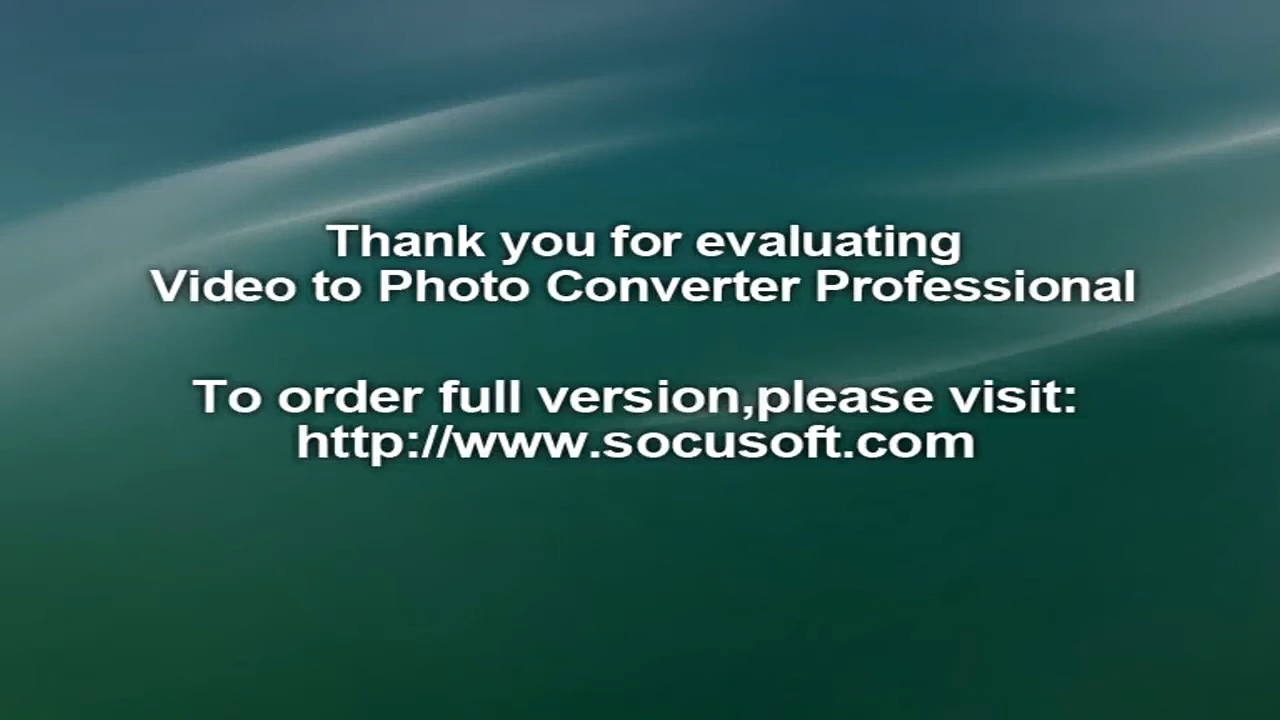 Thank you for evaluating
Video to Photo Converter Professional
To order full version,please visit:
http://www.socusoft.com